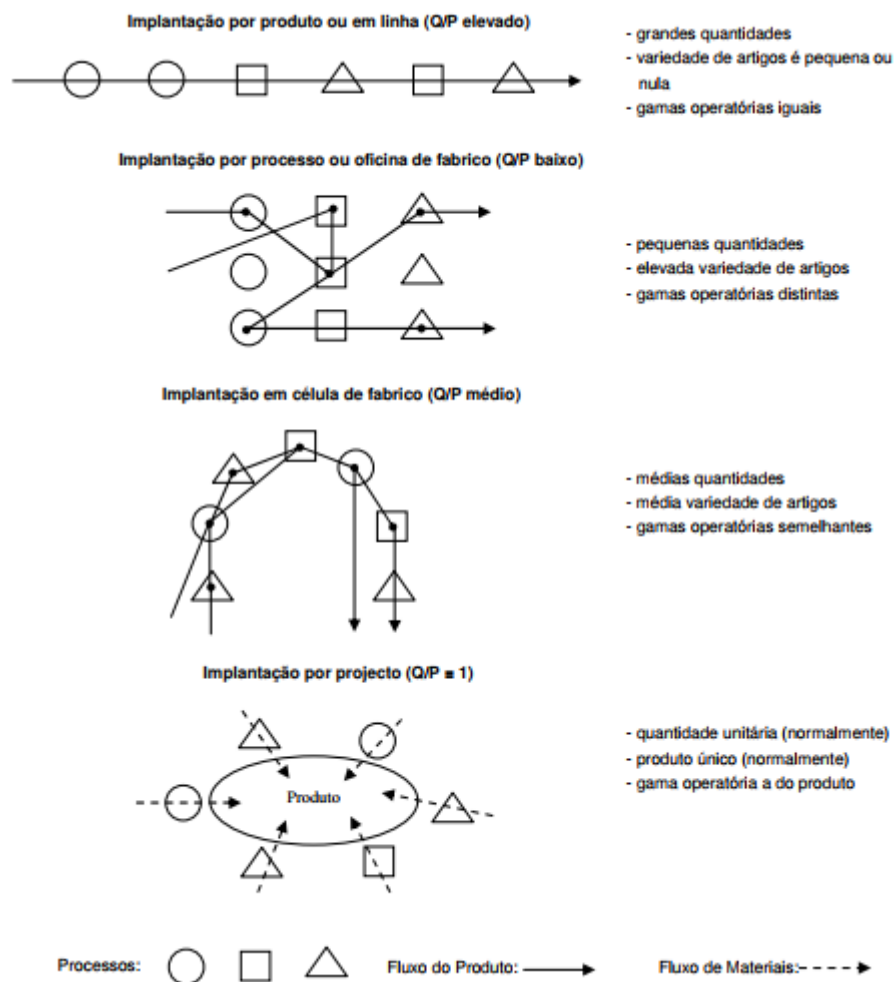 Implantação por produto ou em linha (Q/P elevado)
- grandes quantidades
- variedade de artigos é pequena ou
nula
- gamas operatórias iguais
Implantação por processo ou oficina de fabrico (Q/P baixo)
- pequenas quantidades
- elevada variedade de artigos
- gamas operatórias distintas
Implantação em célula de fabrico (Q/P médio)
- médias quantidades
- média variedade de artigos
- gamas operatórias semelhantes
Implantação por projecto (Q/P ≡ 1)
- quantidade unitária (normalmente)
- produto único (normalmente)
- gama operatória a do produto
Produto
Processos: Fluxo do Produto: Fluxo de Materiais: